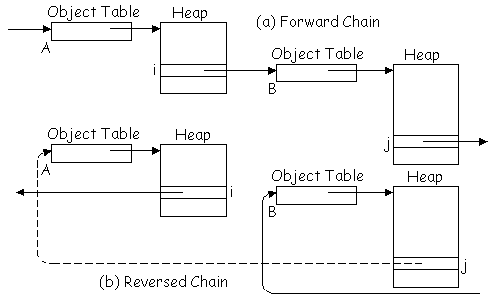 Object Table
Heap
(a) Forward Chain
A
i
Object Table
Heap
B
j
Object Table
Heap
A
i
Object Table
Heap
B
j
(b) Reversed Chain